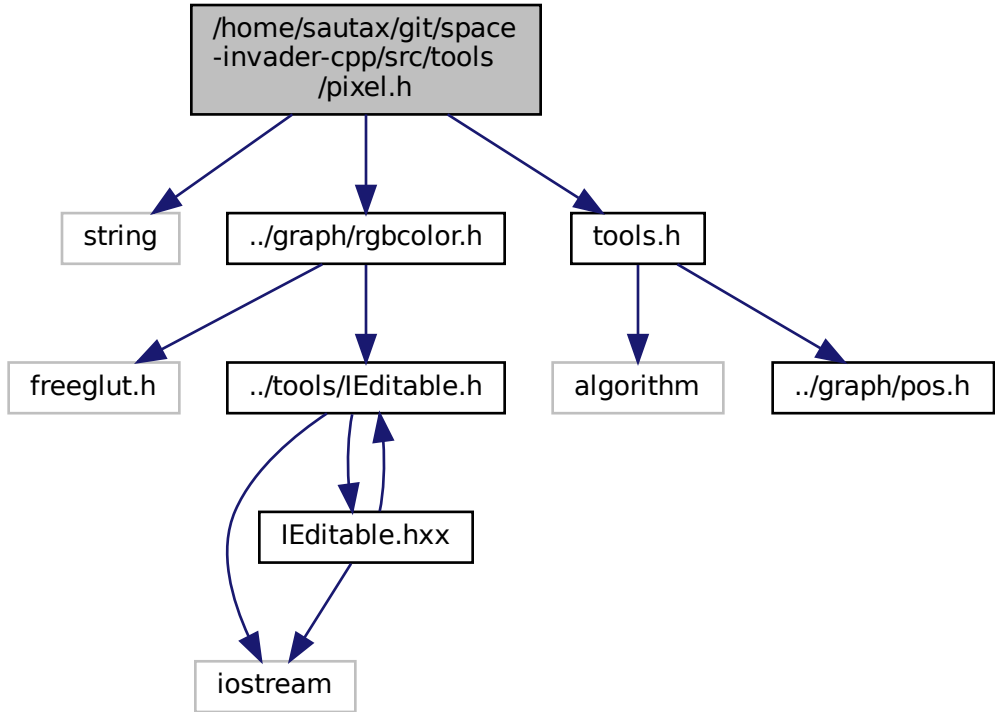 /home/sautax/git/space
-invader-cpp/src/tools
/pixel.h
string
../graph/rgbcolor.h
tools.h
freeglut.h
../tools/IEditable.h
algorithm
../graph/pos.h
IEditable.hxx
iostream